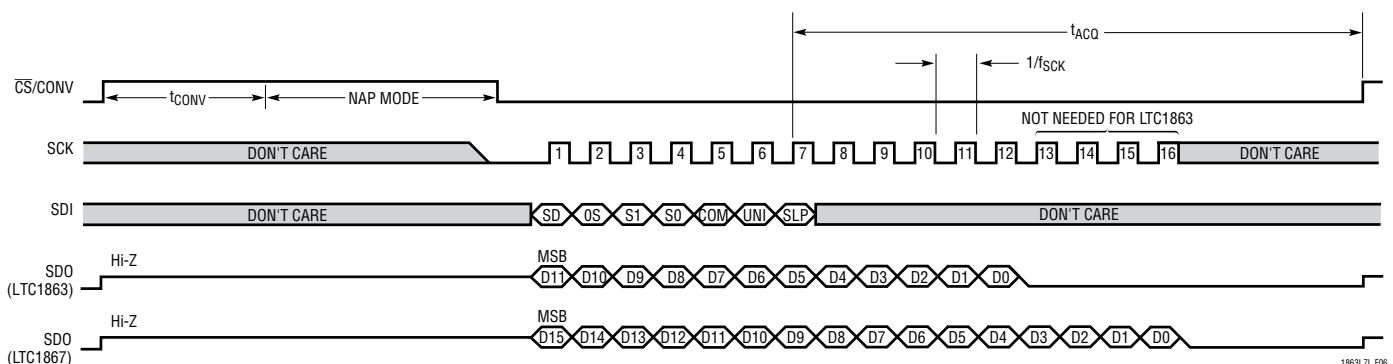 tACQ
1/fSCK
CS/CONV
tCONV
NAP MODE
NOT NEEDED FOR LTC1863
SCK
DON'T CARE
1 2 3 4 5 6 7 8 9 10 11 12 13 14 15 16
DON'T CARE
SDI
DON'T CARE
SD 0S S1 S0 COM UNI SLP
DON'T CARE
SDO
(LTC1863)
Hi-Z
MSB
D11 D10 D9 D8 D7 D6 D5 D4 D3 D2 D1 D0
SDO
(LTC1867)
Hi-Z
MSB
D15 D14 D13 D12 D11 D10 D9 D8 D7 D6 D5 D4 D3 D2 D1 D0
1863L7L F06